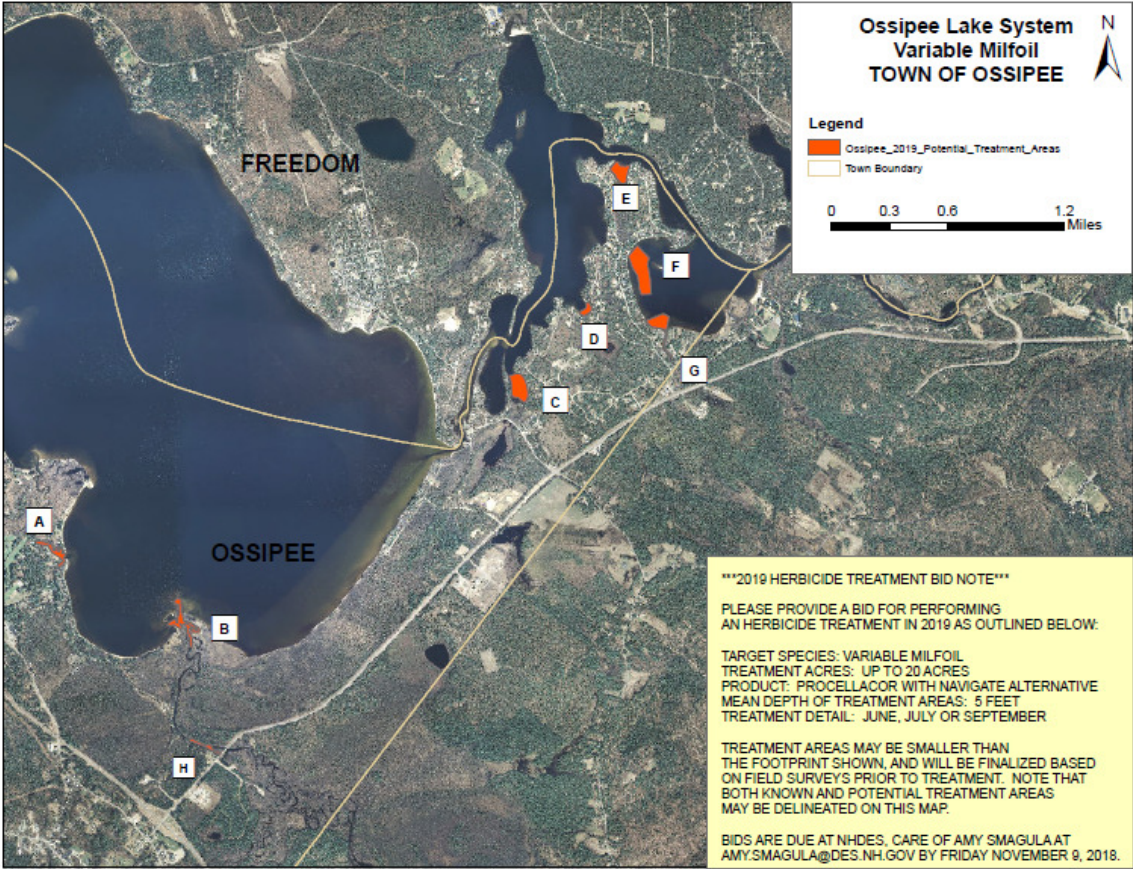 Ossipee Lake System
Variable Milfoil
TOWN OF OSSIPEE
N
Legend
Ossipee_2019_Potential_Treatment_Areas
Town Boundary
0 0.3 0.6 1.2
Miles
FREEDOM
E
F
D
G
C
A
OSSIPEE
B
H
***2019 HERBICIDE TREATMENT BID NOTE***
PLEASE PROVIDE A BID FOR PERFORMING
AN HERBICIDE TREATMENT IN 2019 AS OUTLINED BELOW:
TARGET SPECIES: VARIABLE MILFOIL
TREATMENT ACRES: UP TO 20 ACRES
PRODUCT: PROCELLACOR WITH NAVIGATE ALTERNATIVE
MEAN DEPTH OF TREATMENT AREAS: 5 FEET
TREATMENT DETAIL: JUNE, JULY OR SEPTEMBER
TREATMENT AREAS MAY BE SMALLER THAN
THE FOOTPRINT SHOWN, AND WILL BE FINALIZED BASED
ON FIELD SURVEYS PRIOR TO TREATMENT. NOTE THAT
BOTH KNOWN AND POTENTIAL TREATMENT AREAS
MAY BE DELINEATED ON THIS MAP.
BIDS ARE DUE AT NHDES, CARE OF AMY SMAGULA AT
AMY.SMAGULA@DES.NH.GOV BY FRIDAY NOVEMBER 9, 2018.